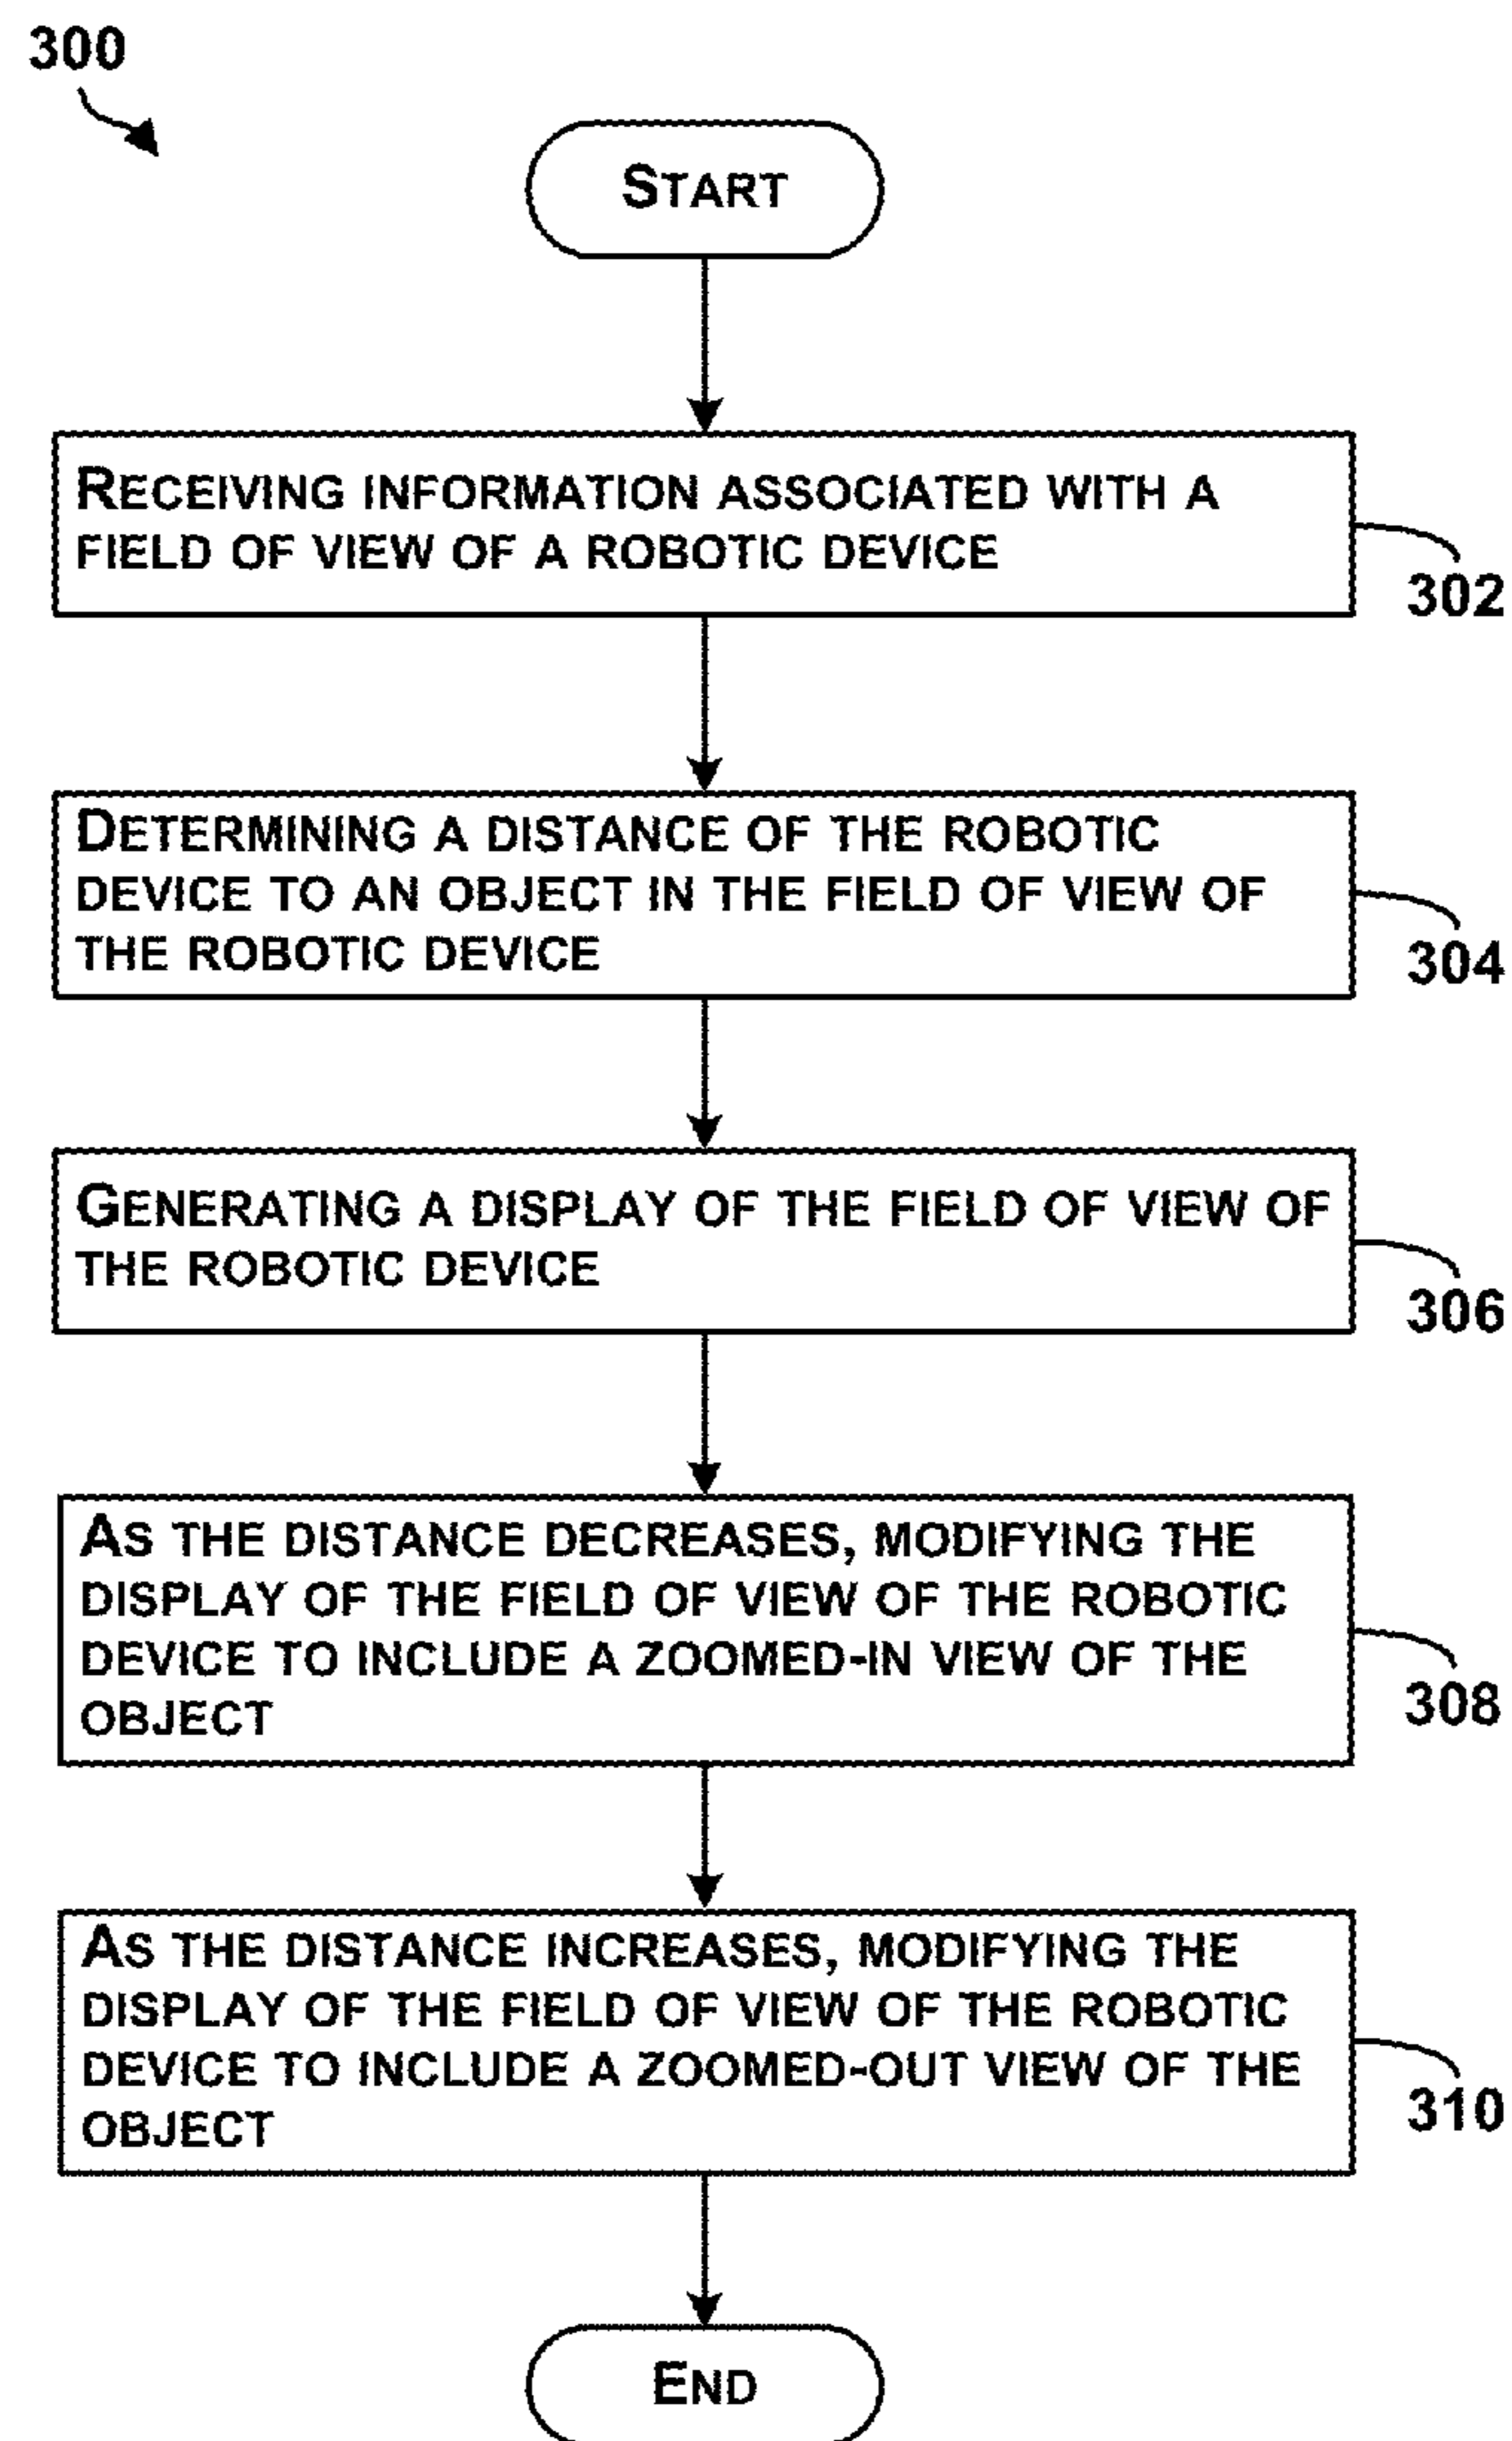 300
START
RECEIVING INFORMATION ASSOCIATED WITH A
FIELD OF VIEW OF A ROBOTIC DEVICE
302
DETERMINING A DISTANCE OF THE ROBOTIC
DEVICE TO AN OBJECT IN THE FIELD OF VIEW OF
THE ROBOTIC DEVICE
304
GENERATING A DISPLAY OF THE FIELD OF VIEW OF
THE ROBOTIC DEVICE
306
AS THE DISTANCE DECREASES, MODIFYING THE
DISPLAY OF THE FIELD OF VIEW OF THE ROBOTIC
DEVICE TO INCLUDE A ZOOMED-IN VIEW OF THE
OBJECT
308
AS THE DISTANCE INCREASES, MODIFYING THE
DISPLAY OF THE FIELD OF VIEW OF THE ROBOTIC
DEVICE TO INCLUDE A ZOOMED-OUT VIEW OF THE
OBJECT
310
END